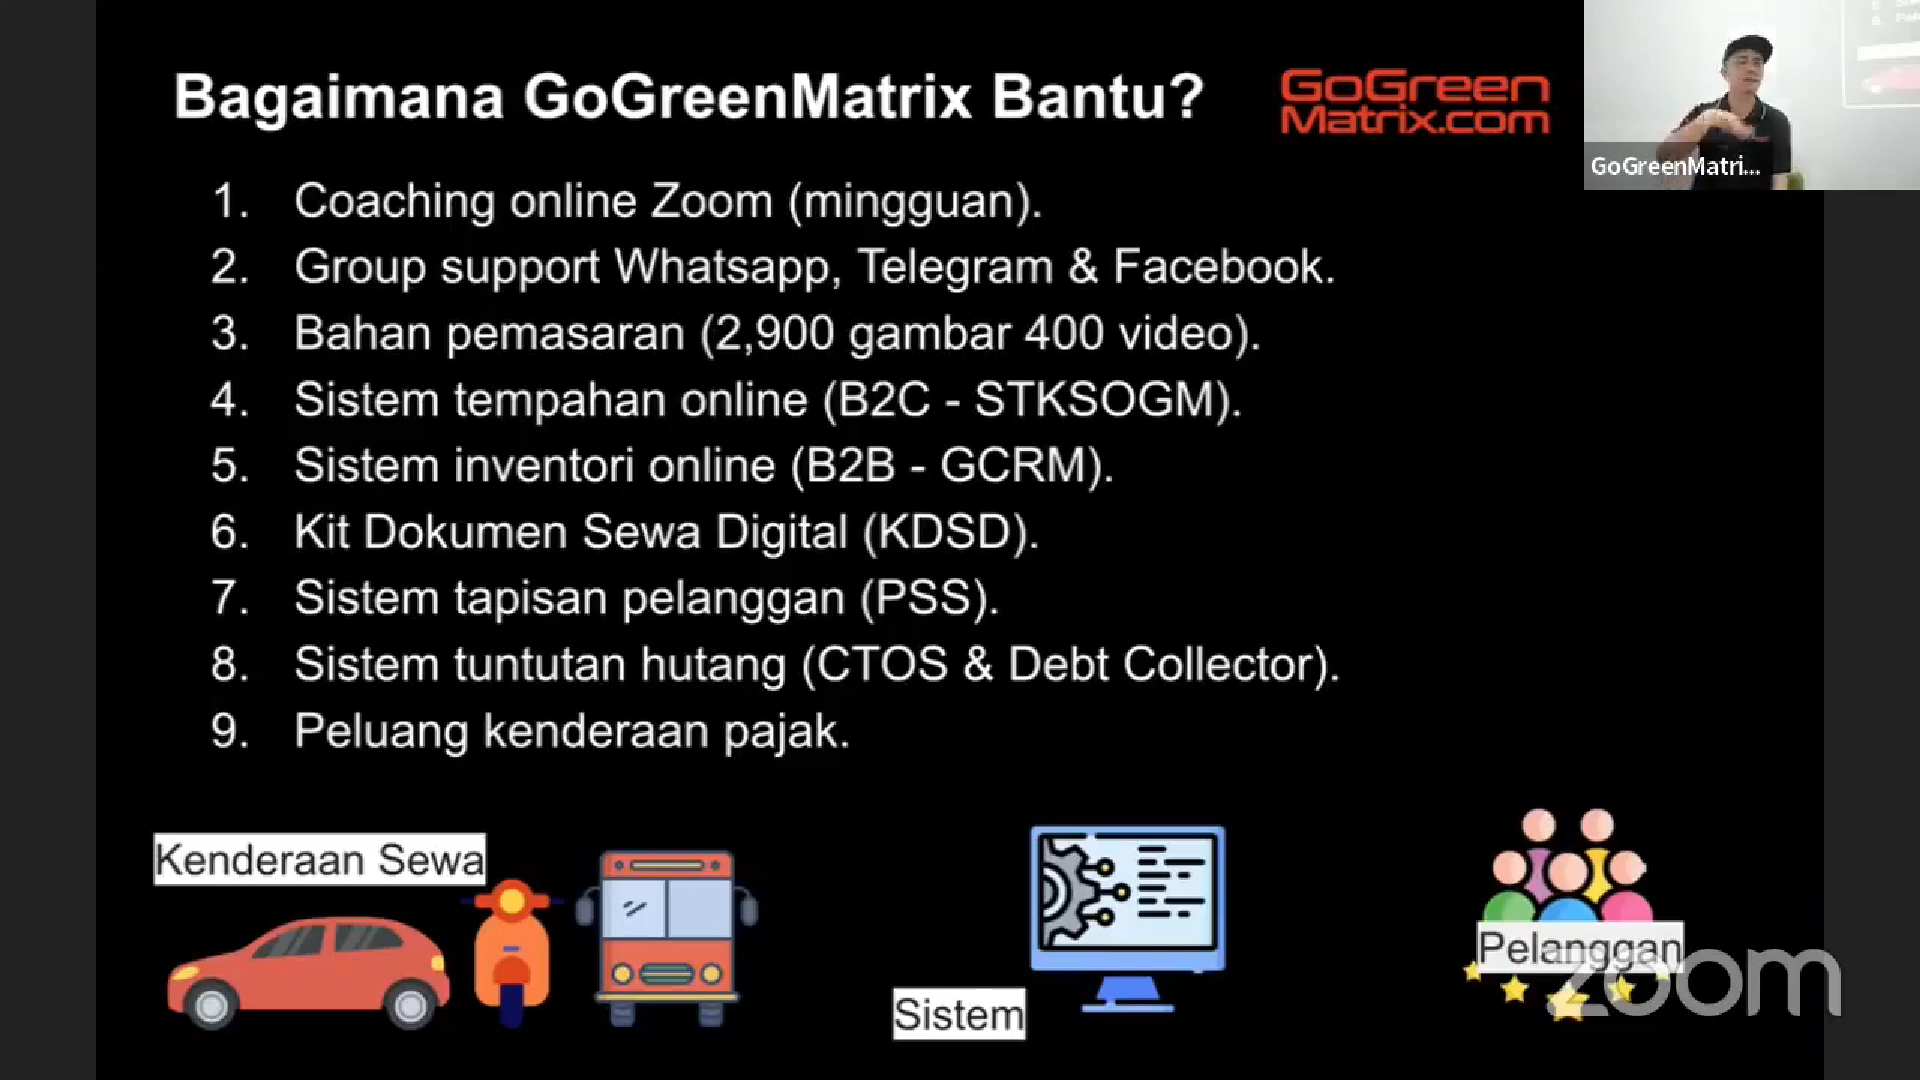 Bagaimana GoGreenMatrix Bantu?
GoGreen
Matrix.com
GoGreenMatri...
1. Coaching online Zoom (mingguan).
2. Group support Whatsapp, Telegram & Facebook.
3. Bahan pemasaran (2,900 gambar 400 video).
4. Sistem tempahan online (B2C - STKSOGM).
5. Sistem inventori online (B2B - GCRM).
6. Kit Dokumen Sewa Digital (KDSD).
7. Sistem tapisan pelanggan (PSS).
8. Sistem tuntutan hutang (CTOS & Debt Collector).
9. Peluang kenderaan pajak.
Kenderaan Sewa
Sistem
Pelanggan
zoom